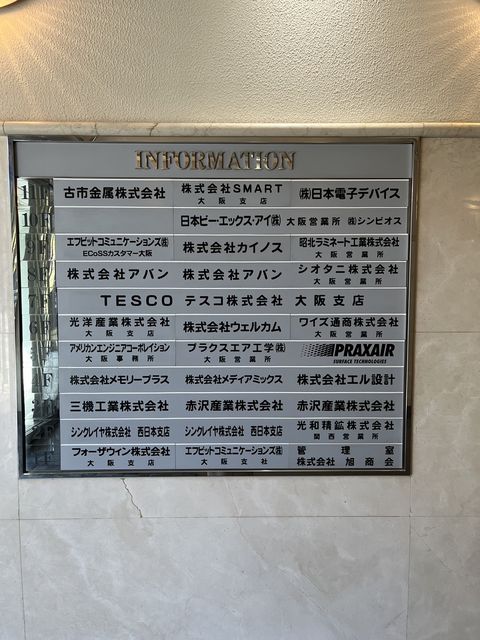 INFORMATION
11F 古市金属株式会社 株式会社SMART 大阪支店 ㈱日本電子デバイス
10F 日本ピー・エックス・アイ㈱ 大阪営業所 ㈱シンビオス
9F エフビットコミュニケーションズ㈱ ECoSSカスタマー大阪 株式会社カイノス 昭北ラミネート工業株式会社 大阪営業所
8F 株式会社アバン 株式会社アバン シオタニ株式会社 大阪営業所
7F TESCO テスコ株式会社 大阪支店
6F 光洋産業株式会社 大阪支店 株式会社ウェルカム ワイズ通商株式会社 大阪営業所
アメリカンエンジニアコーポレイション 大阪事務所 プラクスエア工学㈱ 大阪営業所 PRAXAIR SURFACE TECHNOLOGIES
株式会社メモリープラス 株式会社メディアミックス 株式会社エル設計
三機工業株式会社 赤沢産業株式会社 赤沢産業株式会社
シンクレイヤ株式会社 西日本支店 シンクレイヤ株式会社 西日本支店 光和精鉱株式会社 関西営業所
フォーザウィン株式会社 大阪支店 エフビットコミュニケーションズ㈱ 大阪支社 管理室 株式会社旭商会